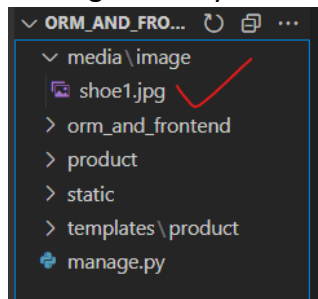 ORM_AND_FRO...
media\image
shoe1.jpg
orm_and_frontend
product
static
templates\product
manage.py